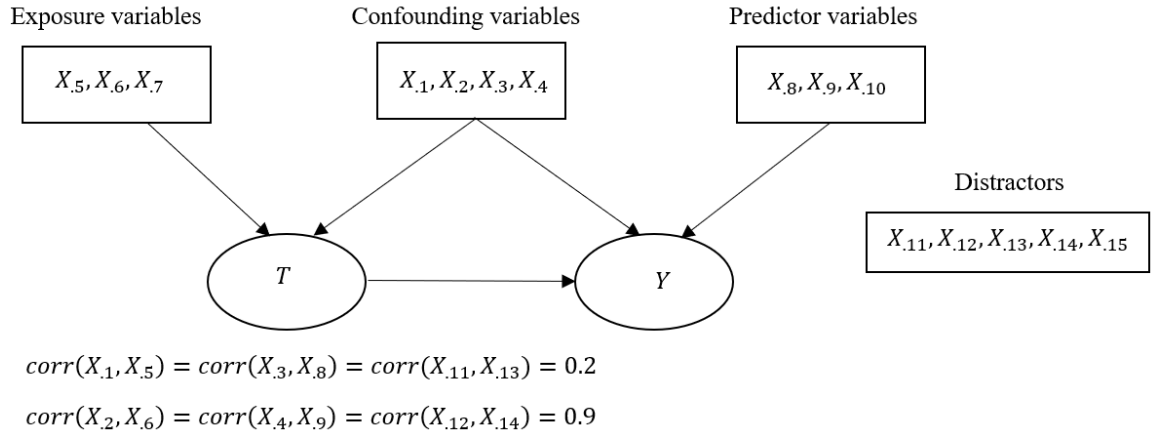 Exposure variables
Confounding variables
Predictor variables
X.5, X.6, X.7
X.1, X.2, X.3, X.4
X.8, X.9, X.10
Distractors
X.11, X.12, X.13, X.14, X.15
T
Y
corr(X.1, X.5) = corr(X.3, X.8) = corr(X.11, X.13) = 0.2
corr(X.2, X.6) = corr(X.4, X.9) = corr(X.12, X.14) = 0.9